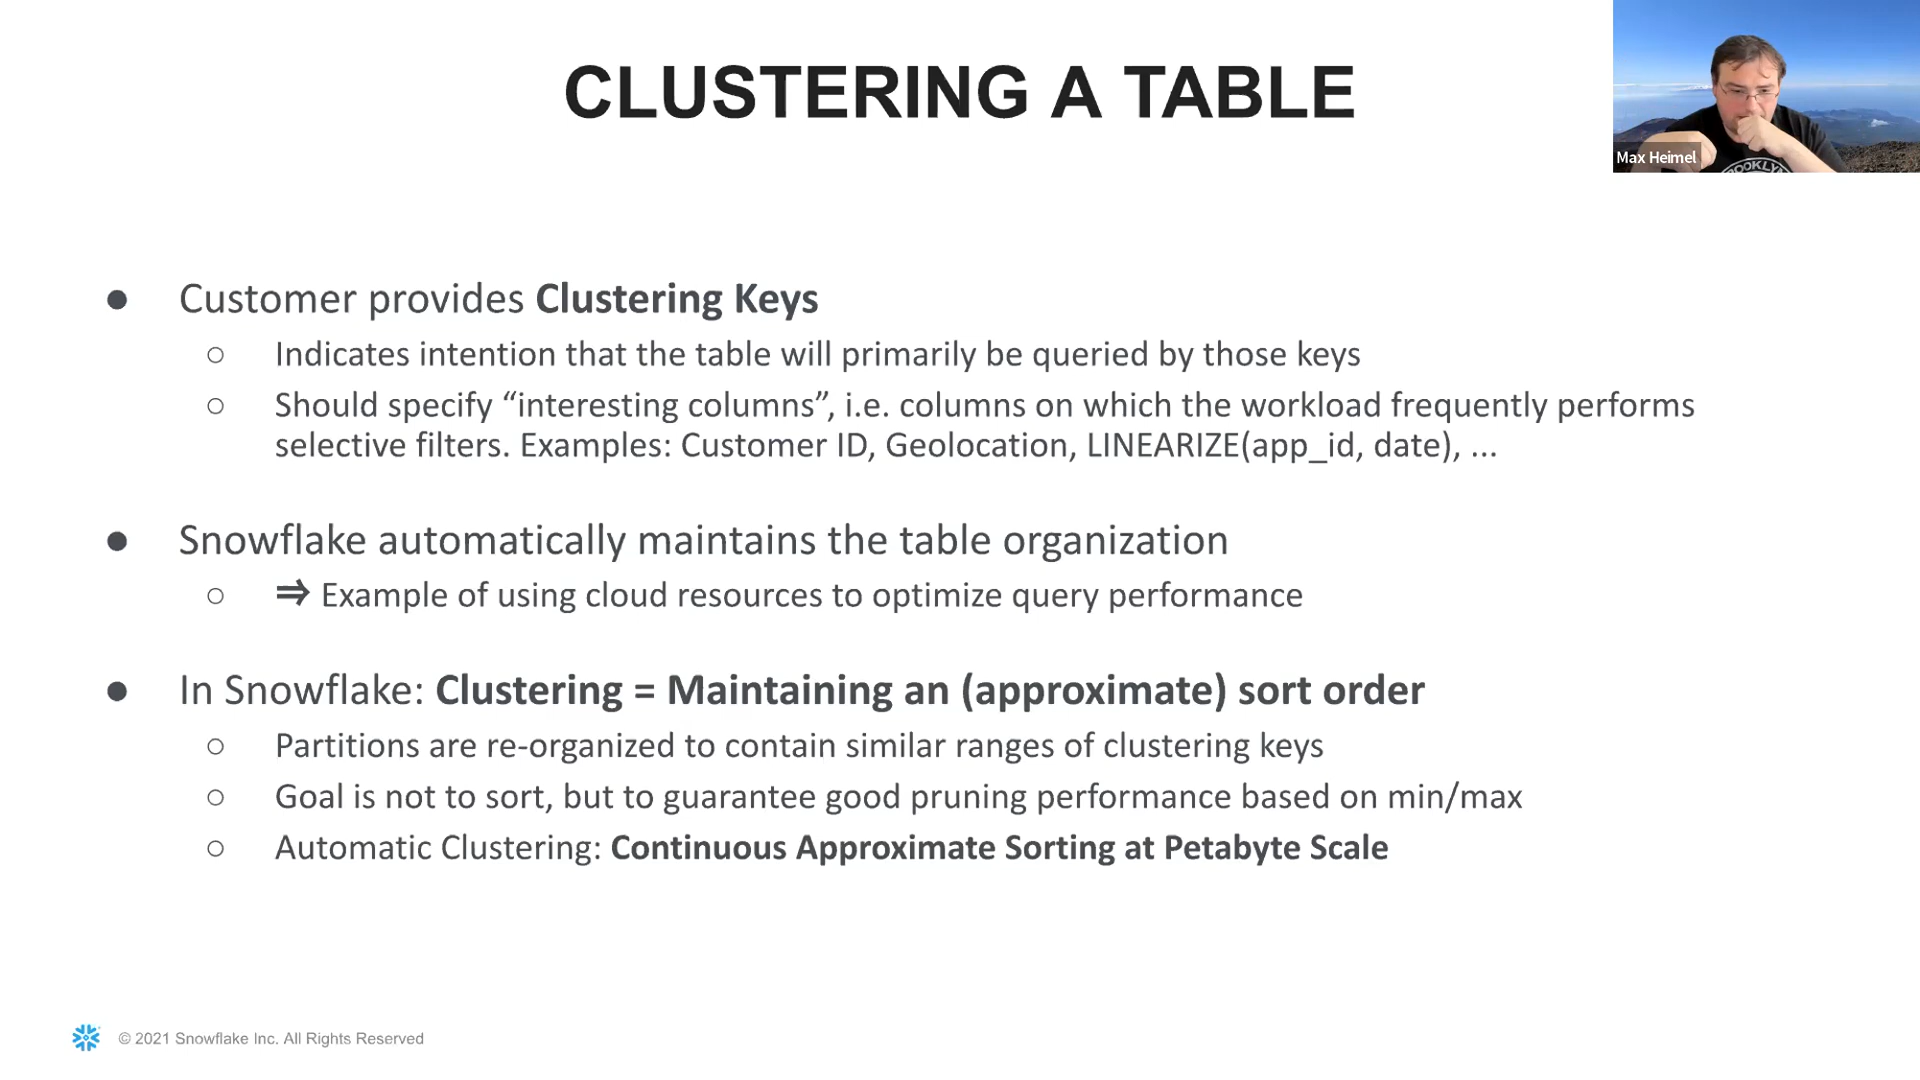 CLUSTERING A TABLE
Max Heimel
● Customer provides Clustering Keys
○ Indicates intention that the table will primarily be queried by those keys
○ Should specify “interesting columns”, i.e. columns on which the workload frequently performs
selective filters. Examples: Customer ID, Geolocation, LINEARIZE(app_id, date), ...
● Snowflake automatically maintains the table organization
○ ⇒ Example of using cloud resources to optimize query performance
● In Snowflake: Clustering = Maintaining an (approximate) sort order
○ Partitions are re-organized to contain similar ranges of clustering keys
○ Goal is not to sort, but to guarantee good pruning performance based on min/max
○ Automatic Clustering: Continuous Approximate Sorting at Petabyte Scale
© 2021 Snowflake Inc. All Rights Reserved